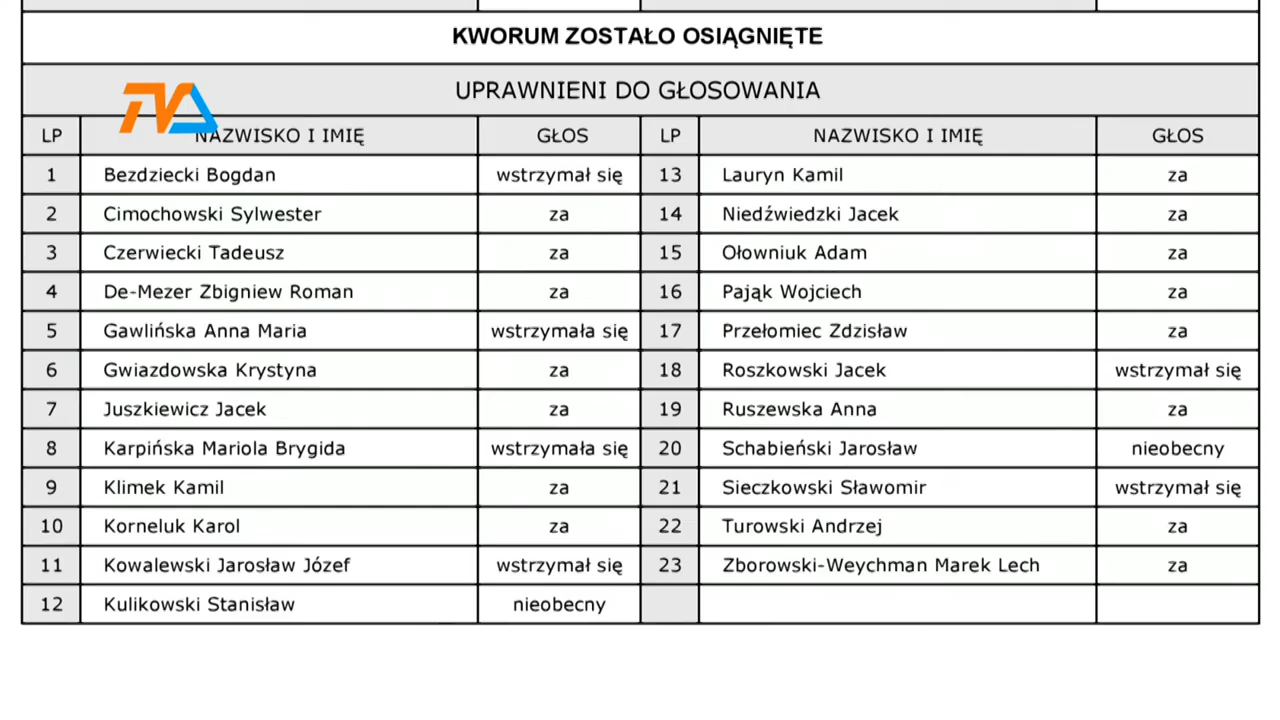 KWORUM ZOSTAŁO OSIĄGNIĘTE
UPRAWNIENI DO GŁOSOWANIA
TVA
LP NAZWISKO I IMIĘ GŁOS LP NAZWISKO I IMIĘ GŁOS
1 Bezdziecki Bogdan wstrzymał się 13 Lauryn Kamil za
2 Cimochowski Sylwester za 14 Niedźwiedzki Jacek za
3 Czerwiecki Tadeusz za 15 Ołowniuk Adam za
4 De-Mezer Zbigniew Roman za 16 Pająk Wojciech za
5 Gawlińska Anna Maria wstrzymała się 17 Przełomiec Zdzisław za
6 Gwiazdowska Krystyna za 18 Roszkowski Jacek wstrzymał się
7 Juszkiewicz Jacek za 19 Ruszewska Anna za
8 Karpińska Mariola Brygida wstrzymała się 20 Schabieński Jarosław nieobecny
9 Klimek Kamil za 21 Sieczkowski Sławomir wstrzymał się
10 Korneluk Karol za 22 Turowski Andrzej za
11 Kowalewski Jarosław Józef wstrzymał się 23 Zborowski-Weychman Marek Lech za
12 Kulikowski Stanisław nieobecny